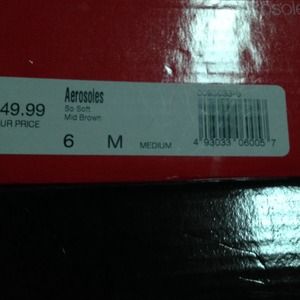 Aerosoles
So Soft
Mid Brown
49.99
UR PRICE
6 M MEDIUM
4 93033 06005 7